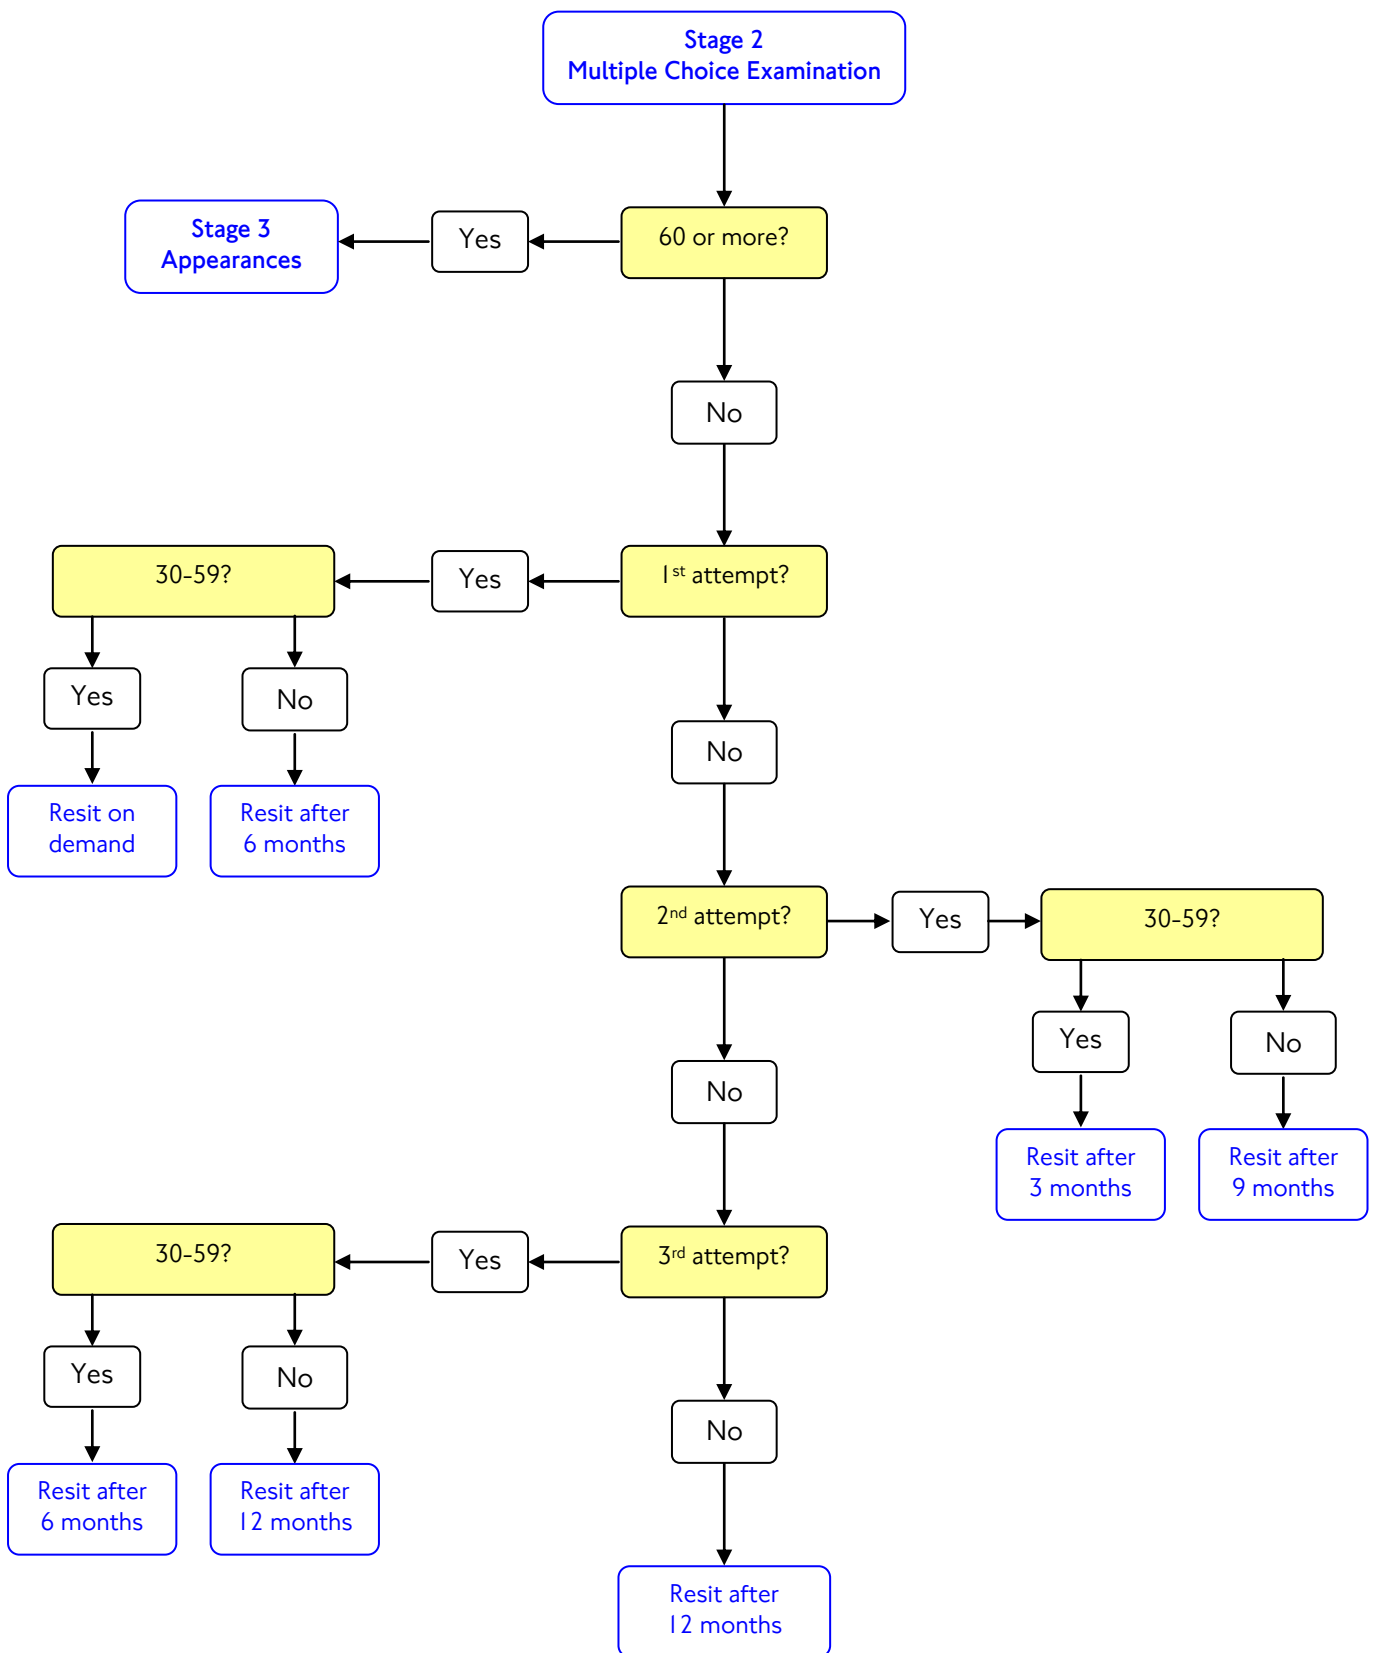 Stage 2
Multiple Choice Examination
Stage 3
Appearances
Yes
60 or more?
No
30-59?
Yes
1st attempt?
Yes
No
No
Resit on
demand
Resit after
6 months
2nd attempt?
Yes
30-59?
No
Yes
No
Resit after
3 months
Resit after
9 months
30-59?
Yes
3rd attempt?
Yes
No
No
Resit after
6 months
Resit after
12 months
Resit after
12 months